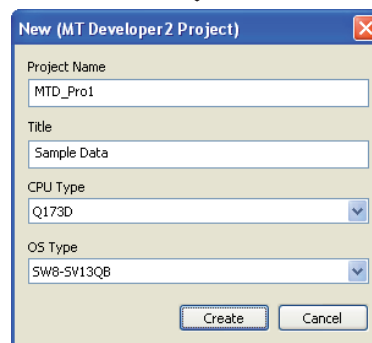 New (MT Developer2 Project)
Project Name
MTD_Pro1
Title
Sample Data
CPU Type
Q173D
OS Type
SW8-SV13QB
Create Cancel